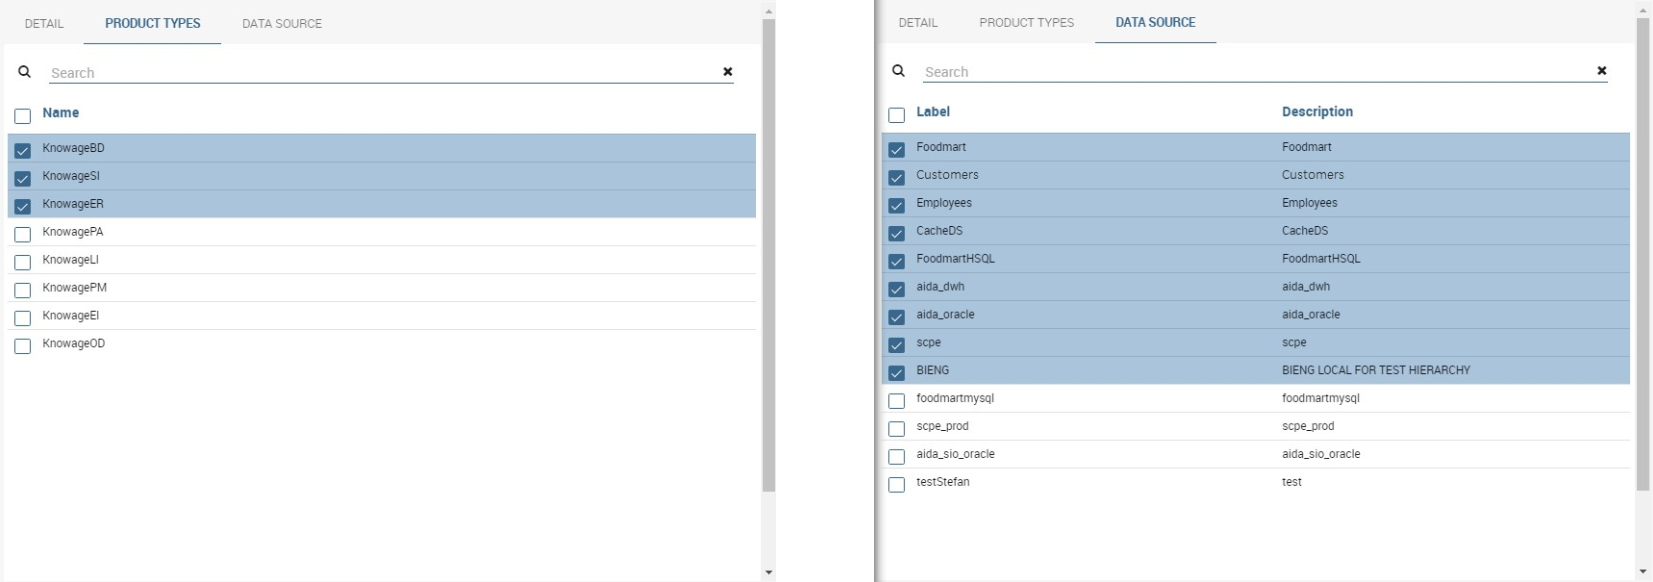 DETAIL PRODUCT TYPES DATA SOURCE
Search
Name
KnowageBD
KnowageSI
KnowageER
KnowagePA
KnowageLI
KnowagePM
KnowageEI
KnowageOD
DETAIL PRODUCT TYPES DATA SOURCE
Search
Label Description
Foodmart Foodmart
Customers Customers
Employees Employees
CacheDS CacheDS
FoodmartHSQL FoodmartHSQL
aida_dwh aida_dwh
aida_oracle aida_oracle
scpe scpe
BIENG BIENG LOCAL FOR TEST HIERARCHY
foodmartmysql foodmartmysql
scpe_prod scpe_prod
aida_sio_oracle aida_sio_oracle
testStefan test